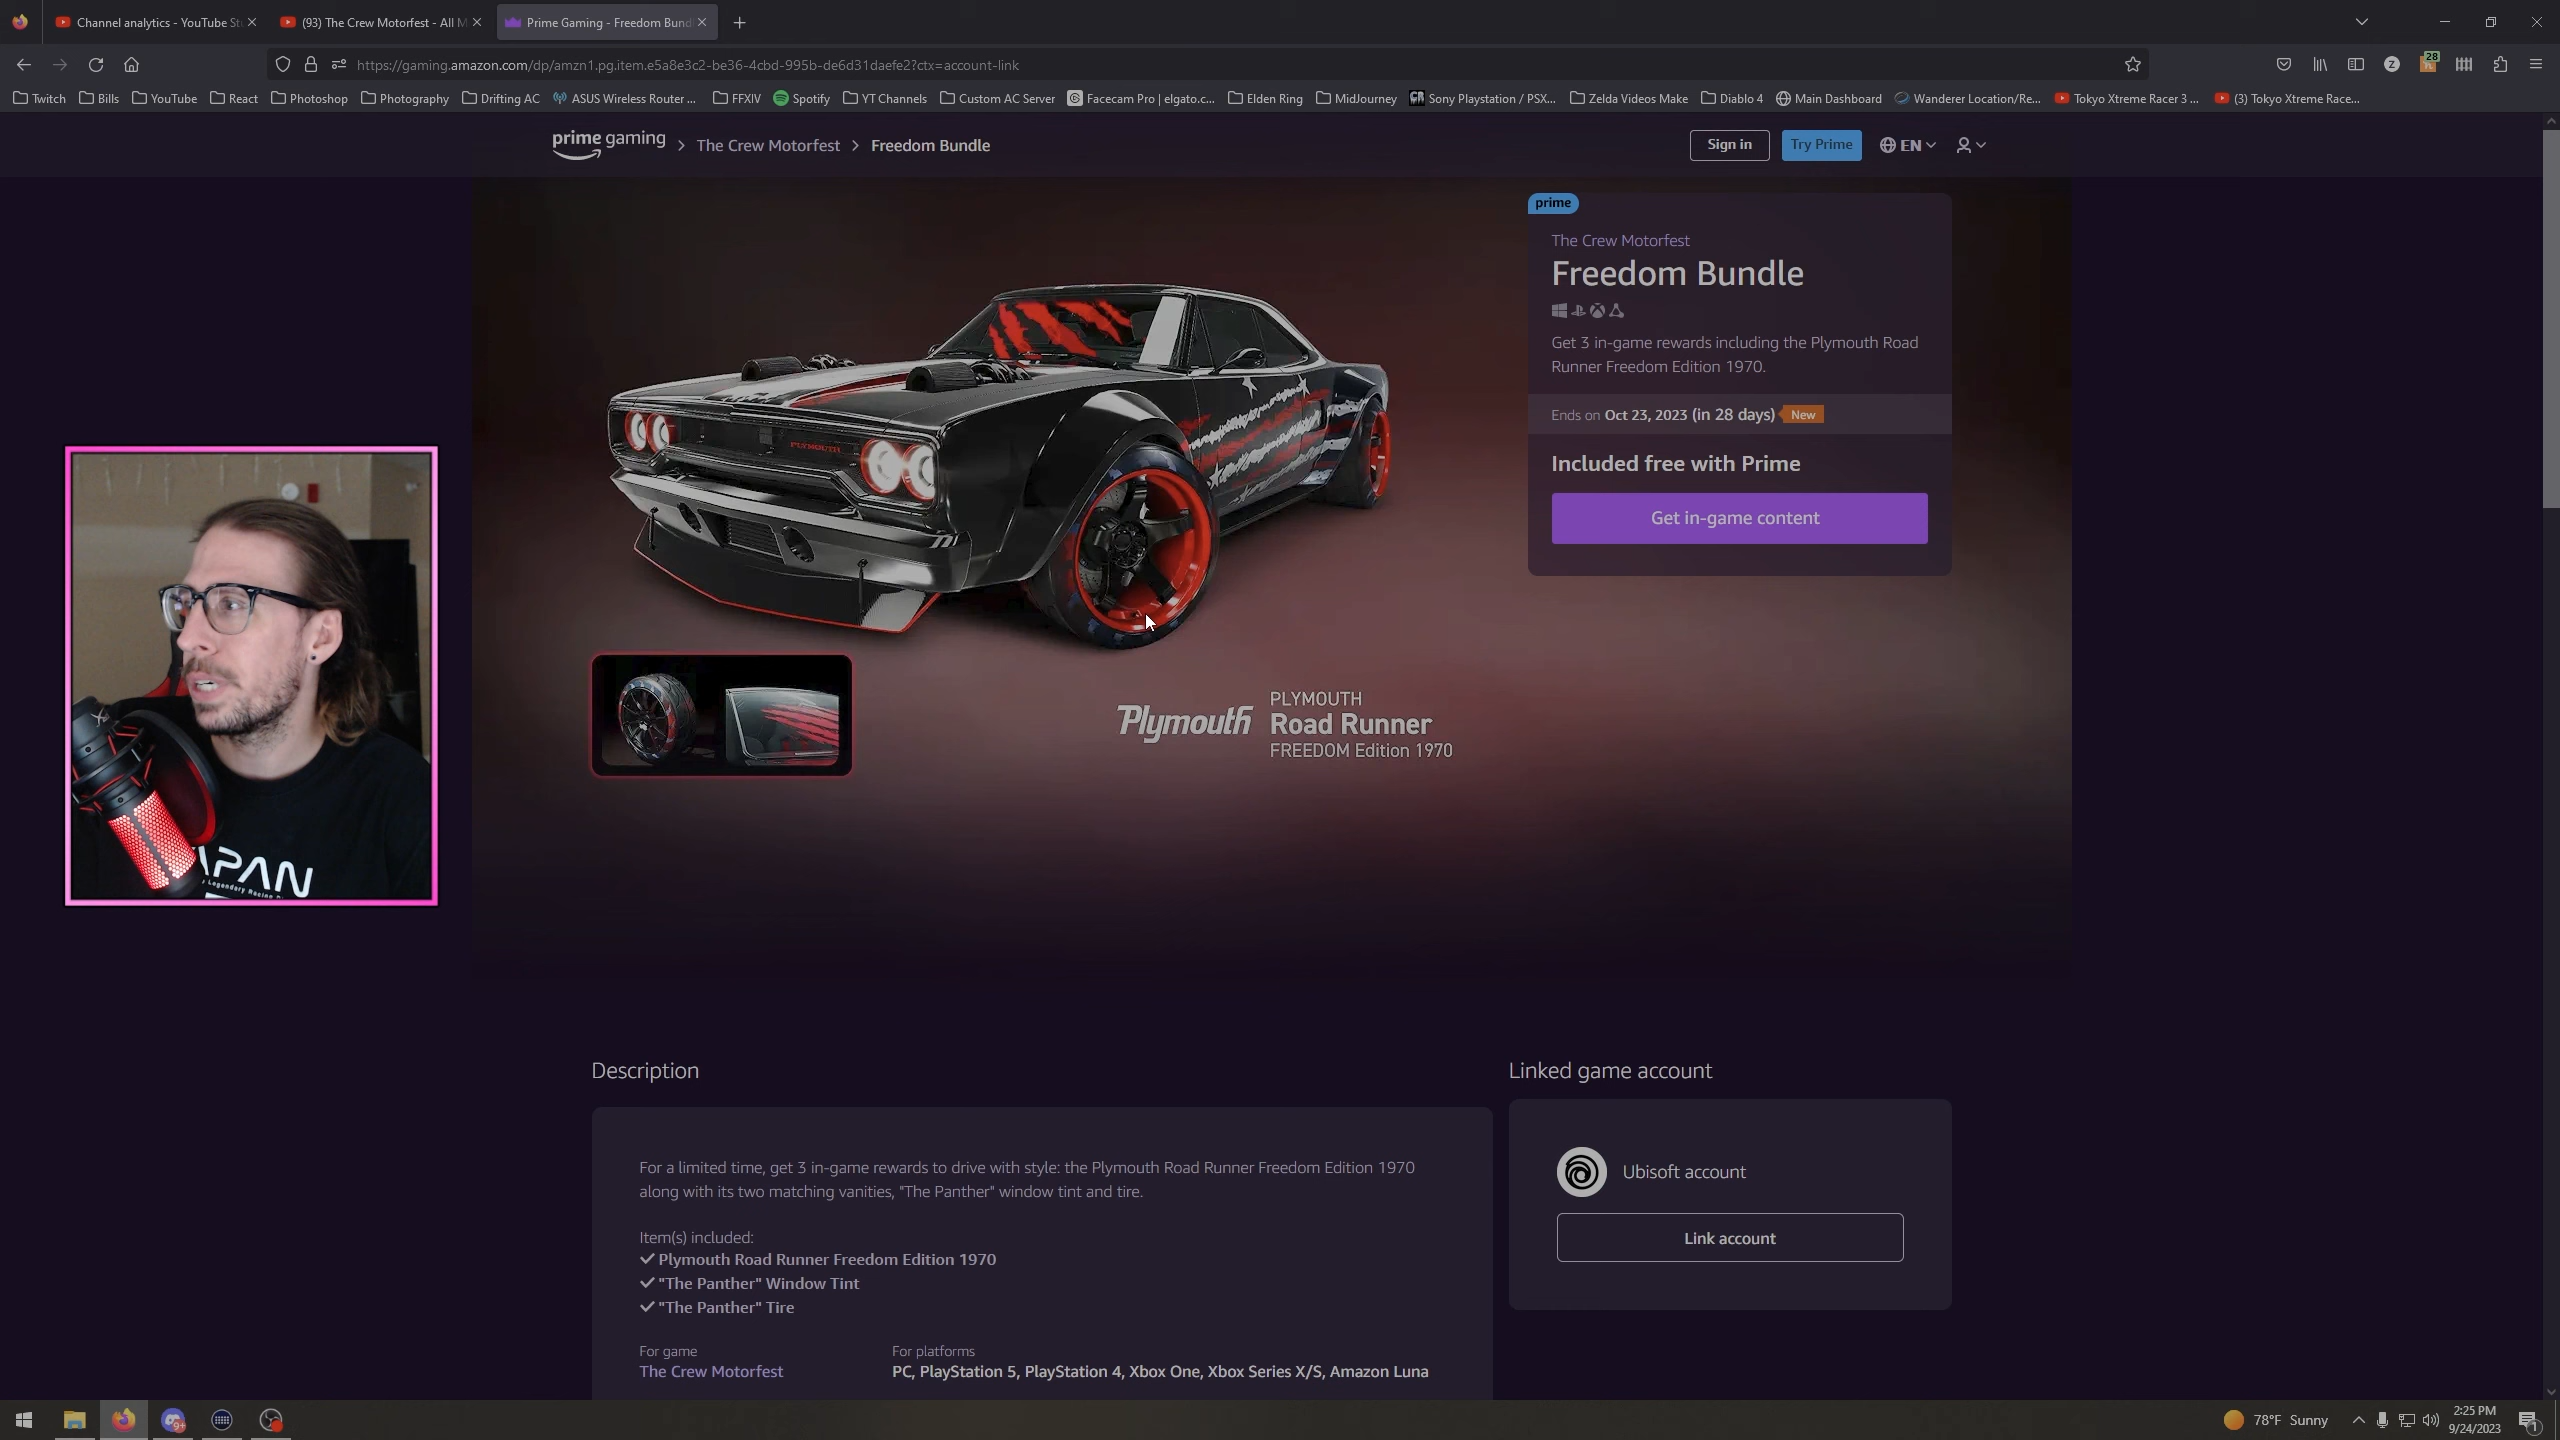 Channel analytics - YouTube St
(93) The Crew Motorfest - All M
Prime Gaming - Freedom Bund
https://gaming.amazon.com/dp/amzn1.pg.item.e5a8e3c2-be36-4cbd-995b-de6d31daefe2?ctx=account-link
28
Twitch Bills YouTube React Photoshop Photography Drifting AC ASUS Wireless Router ... FFXIV Spotify YT Channels Custom AC Server Facecam Pro | elgato.c... Elden Ring MidJourney Sony Playstation / PSX... Zelda Videos Make Diablo 4 Main Dashboard Wanderer Location/Re... Tokyo Xtreme Racer 3 ... (3) Tokyo Xtreme Race...
prime gaming > The Crew Motorfest > Freedom Bundle
Sign in Try Prime EN
prime
The Crew Motorfest
Freedom Bundle
Get 3 in-game rewards including the Plymouth Road
Runner Freedom Edition 1970.
Ends on Oct 23, 2023 (in 28 days) New
Included free with Prime
Get in-game content
PLYMOUTH
Plymouth
PLYMOUTH
Road Runner
FREEDOM Edition 1970
APAN
Legendary Racing
Description
For a limited time, get 3 in-game rewards to drive with style: the Plymouth Road Runner Freedom Edition 1970
along with its two matching vanities, "The Panther" window tint and tire.
Item(s) included:
✓ Plymouth Road Runner Freedom Edition 1970
✓ "The Panther" Window Tint
✓ "The Panther" Tire
For game
The Crew Motorfest
For platforms
PC, PlayStation 5, PlayStation 4, Xbox One, Xbox Series X/S, Amazon Luna
Linked game account
Ubisoft account
Link account
9+
78°F Sunny
2:25 PM
9/24/2023
1